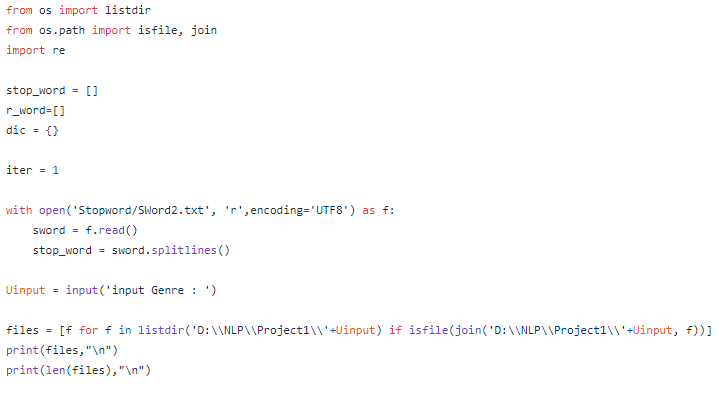 from os import listdir
from os.path import isfile, join
import re
stop_word = []
r_word=[]
dic = {}
iter = 1
with open('Stopword/SWord2.txt', 'r',encoding='UTF8') as f:
    sword = f.read()
    stop_word = sword.splitlines()
Uinput = input('input Genre : ')
files = [f for f in listdir('D:\\NLP\\Project1\\'+Uinput) if isfile(join('D:\\NLP\\Project1\\'+Uinput, f))]
print(files,"\n")
print(len(files),"\n")